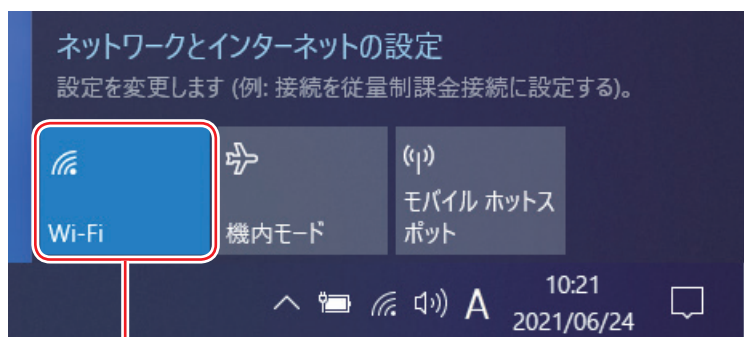 ネットワークとインターネットの設定
設定を変更します (例: 接続を従量制課金接続に設定する)。
Wi-Fi
機内モード
モバイル ホットス
ポット
A
10:21
2021/06/24